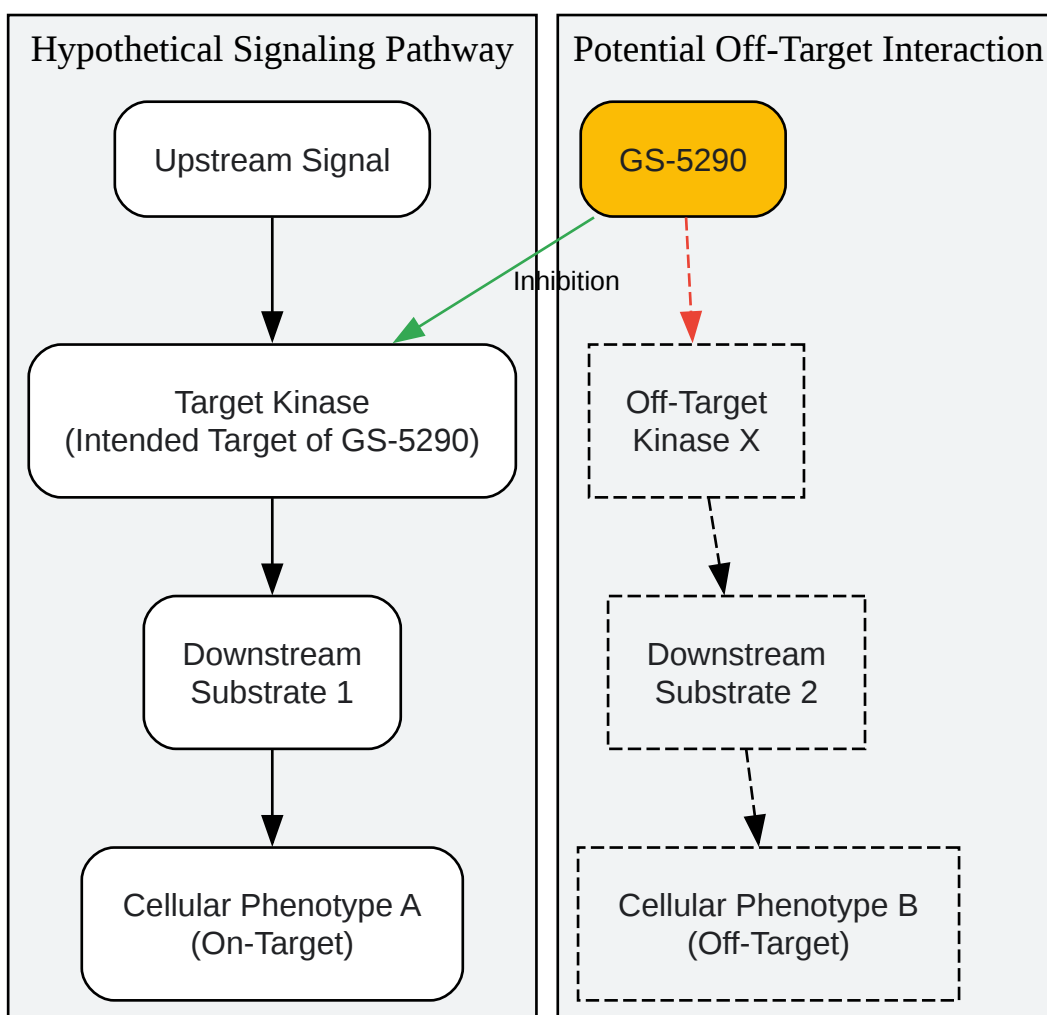 Hypothetical Signaling Pathway
Upstream Signal
Target Kinase
(Intended Target of GS-5290)
Downstream
Substrate 1
Cellular Phenotype A
(On-Target)
Potential Off-Target Interaction
GS-5290
Inhibition
Off-Target
Kinase X
Downstream
Substrate 2
Cellular Phenotype B
(Off-Target)